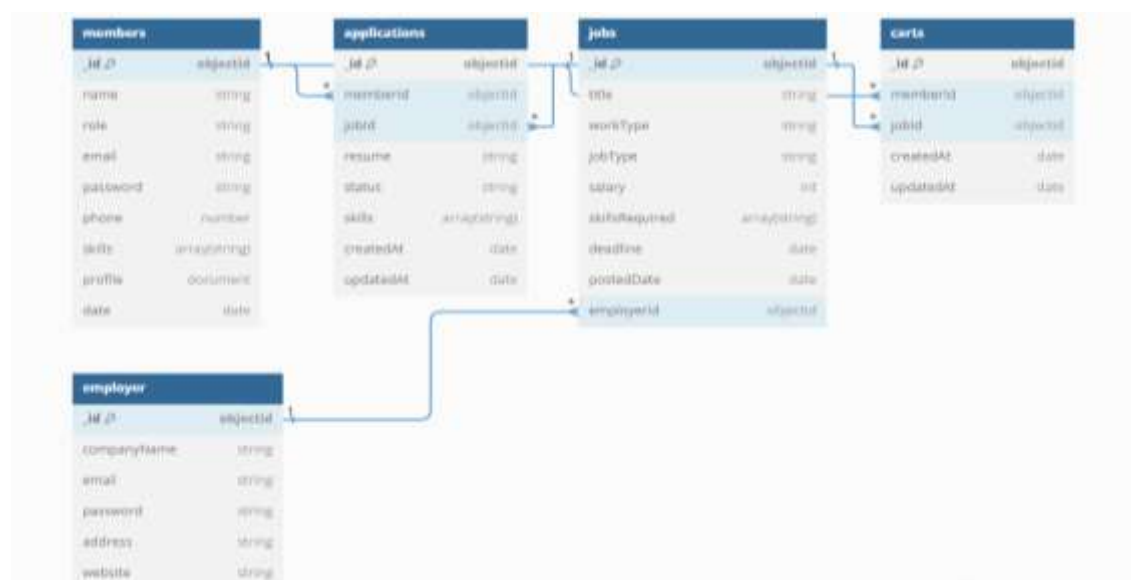 members
_id objectid
name string
role string
email string
password string
phone number
skills array(string)
profile document
date date
applications
_id objectid
memberid objectid
jobid objectid
resume string
status string
skills array(string)
createdAt date
updatedAt date
jobs
_id objectid
title string
workType string
jobType string
salary int
skillsRequired array(string)
deadline date
postedDate date
employerid objectid
carts
_id objectid
memberid objectid
jobid objectid
createdAt date
updatedAt date
employer
_id objectid
companyName string
email string
password string
address string
website string
1
*
*
1
1
*
*
*
1